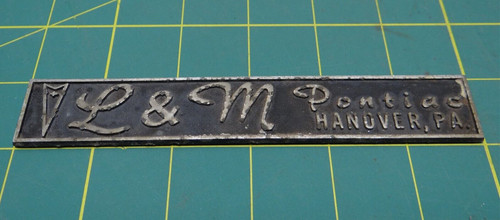 L & M Pontiac
HANOVER, PA.